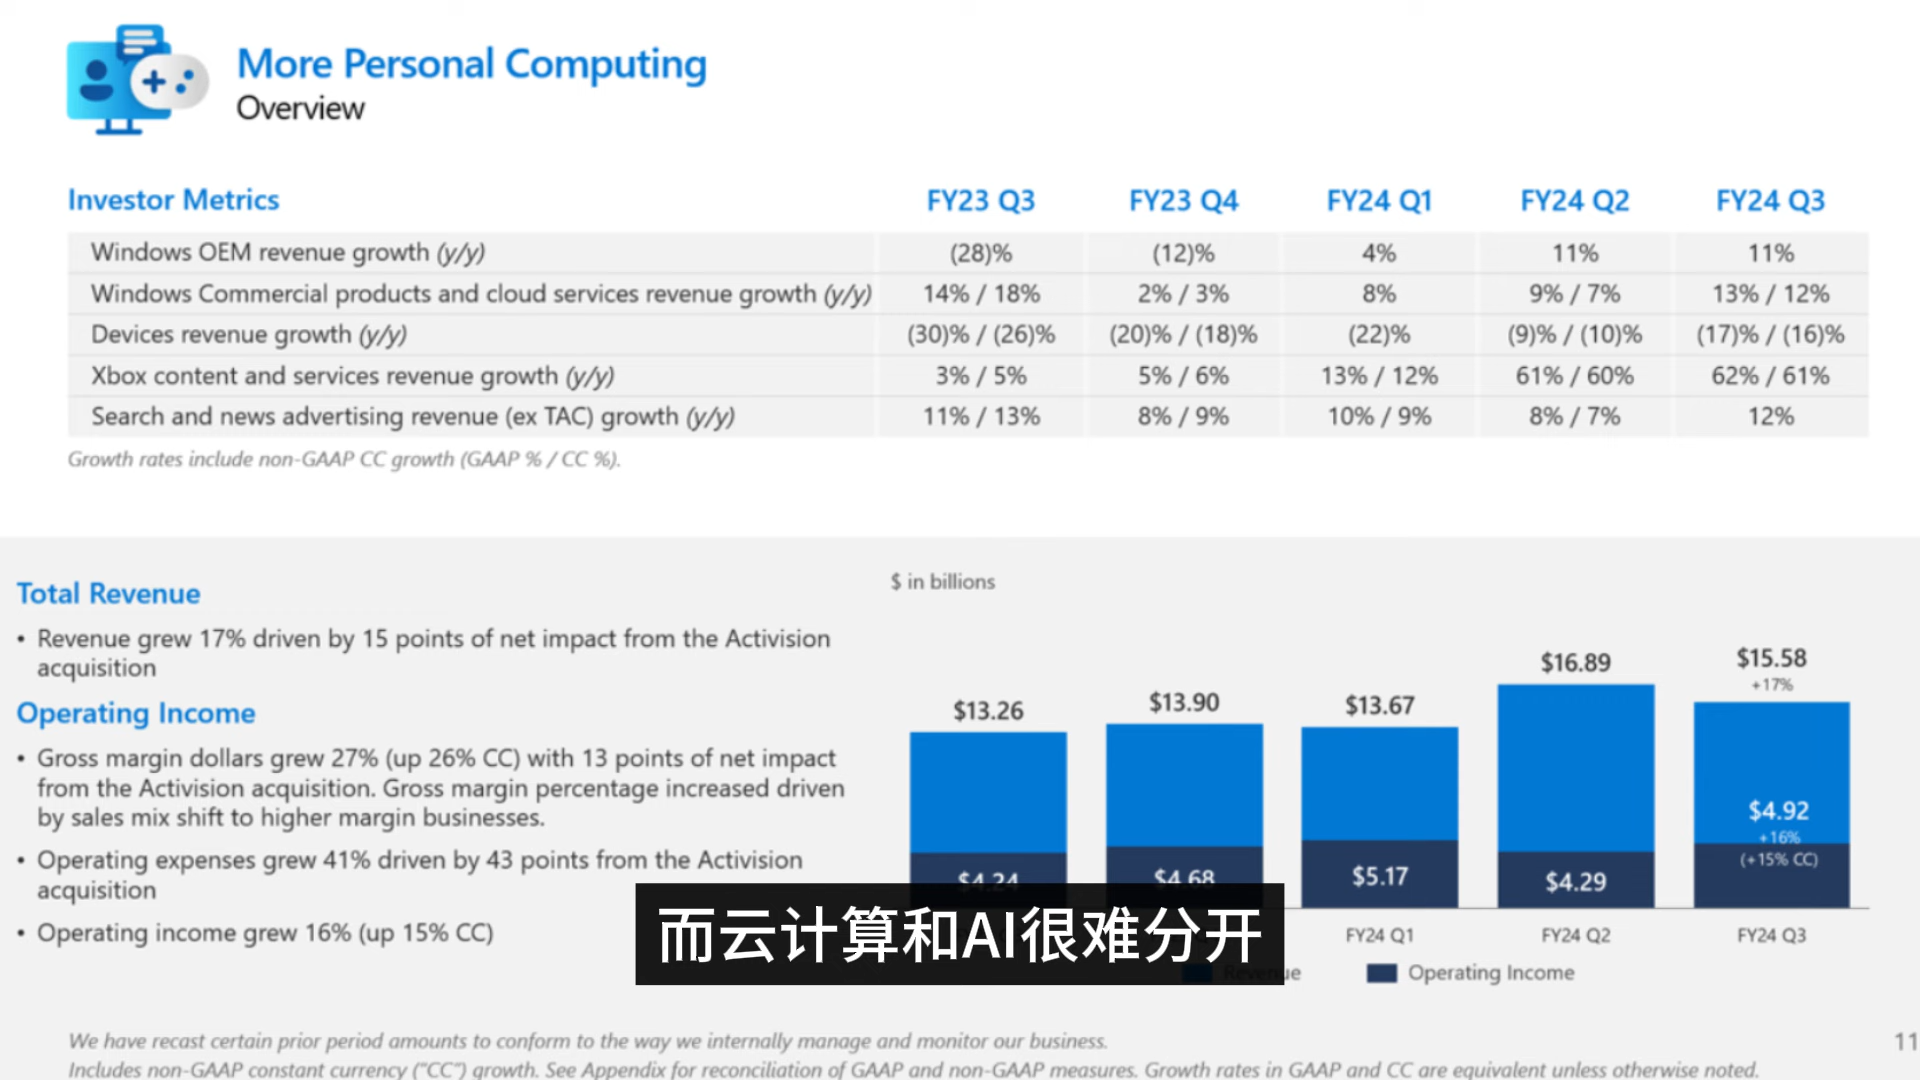 More Personal Computing
Overview
Investor Metrics FY23 Q3 FY23 Q4 FY24 Q1 FY24 Q2 FY24 Q3
Windows OEM revenue growth (y/y) (28)% (12)% 4% 11% 11%
Windows Commercial products and cloud services revenue growth (y/y) 14% / 18% 2% / 3% 8% 9% / 7% 13% / 12%
Devices revenue growth (y/y) (30)% / (26)% (20)% / (18)% (22)% (9)% / (10)% (17)% / (16)%
Xbox content and services revenue growth (y/y) 3% / 5% 5% / 6% 13% / 12% 61% / 60% 62% / 61%
Search and news advertising revenue (ex TAC) growth (y/y) 11% / 13% 8% / 9% 10% / 9% 8% / 7% 12%
Growth rates include non-GAAP CC growth (GAAP % / CC %).
Total Revenue
• Revenue grew 17% driven by 15 points of net impact from the Activision
acquisition
Operating Income
• Gross margin dollars grew 27% (up 26% CC) with 13 points of net impact
from the Activision acquisition. Gross margin percentage increased driven
by sales mix shift to higher margin businesses.
• Operating expenses grew 41% driven by 43 points from the Activision
acquisition
• Operating income grew 16% (up 15% CC)
$ in billions
$13.26 $13.90 $13.67 $16.89 $15.58
+17%
$4.24 $4.68 $5.17 $4.29 $4.92
+16%
(+15% CC)
FY24 Q1 FY24 Q2 FY24 Q3
Revenue Operating Income
而云计算和AI很难分开
We have recast certain prior period amounts to conform to the way we internally manage and monitor our business.
Includes non-GAAP constant currency ("CC") growth. See Appendix for reconciliation of GAAP and non-GAAP measures. Growth rates in GAAP and CC are equivalent unless otherwise noted.
11